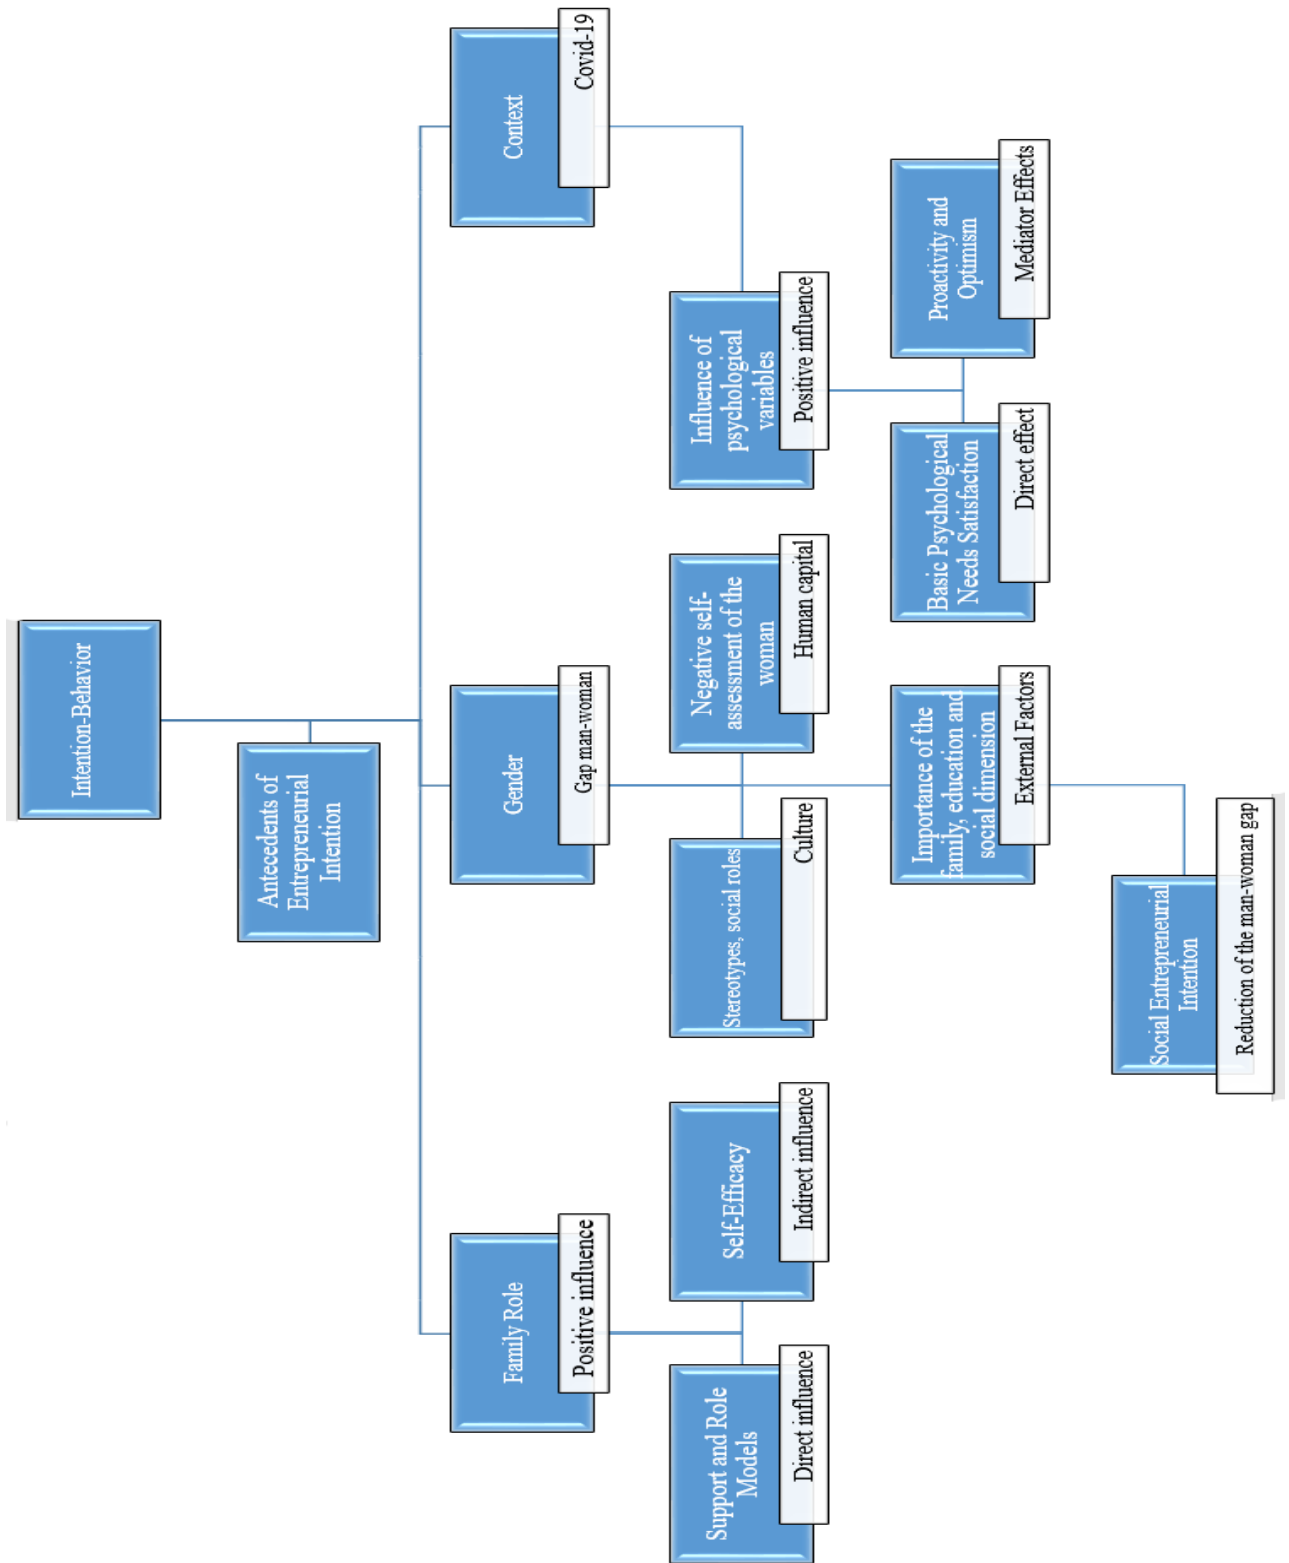 Intention-Behavior
Antecedents of
Entrepreneurial
Intention
Family Role
Positive influence
Gender
Gap man-woman
Context
Covid-19
Support and Role
Models
Direct influence
Self-Efficacy
Indirect influence
Stereotypes, social roles
Culture
Negative self-
assessment of the
woman
Human capital
Influence of
psychological
variables
Positive influence
Importance of the
family, education and
social dimension
External Factors
Basic Psychological
Needs Satisfaction
Direct effect
Proactivity and
Optimism
Mediator Effects
Social Entrepreneurial
Intention
Reduction of the man-woman gap